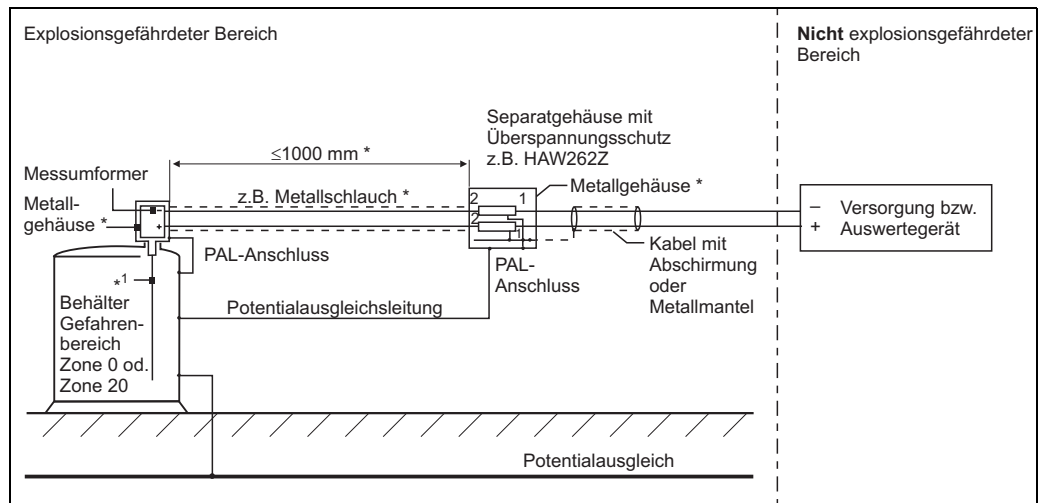 Explosionsgefährdeter Bereich
Nicht explosionsgefährdeter
Bereich
Separatgehäuse mit
Überspannungsschutz
z.B. HAW262Z
≤1000 mm *
Messumformer
Metall-
gehäuse *
z.B. Metallschlauch *
Metallgehäuse *
2
1
2
1
–
+
–
+
Versorgung bzw.
Auswertegerät
PAL-Anschluss
PAL-
Anschluss
Kabel mit
Abschirmung
oder
Metallmantel
*1
Behälter
Gefahren-
bereich
Zone 0 od.
Zone 20
Potentialausgleichsleitung
Potentialausgleich